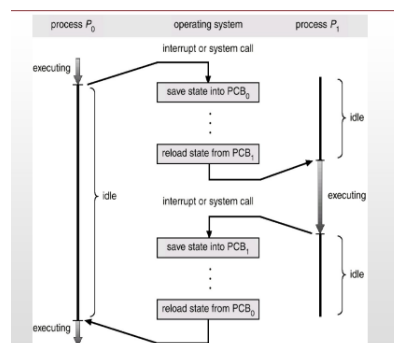 process P0 operating system process P1
interrupt or system call
executing
save state into PCB0
idle
reload state from PCB1
idle
interrupt or system call
executing
save state into PCB1
idle
reload state from PCB0
executing